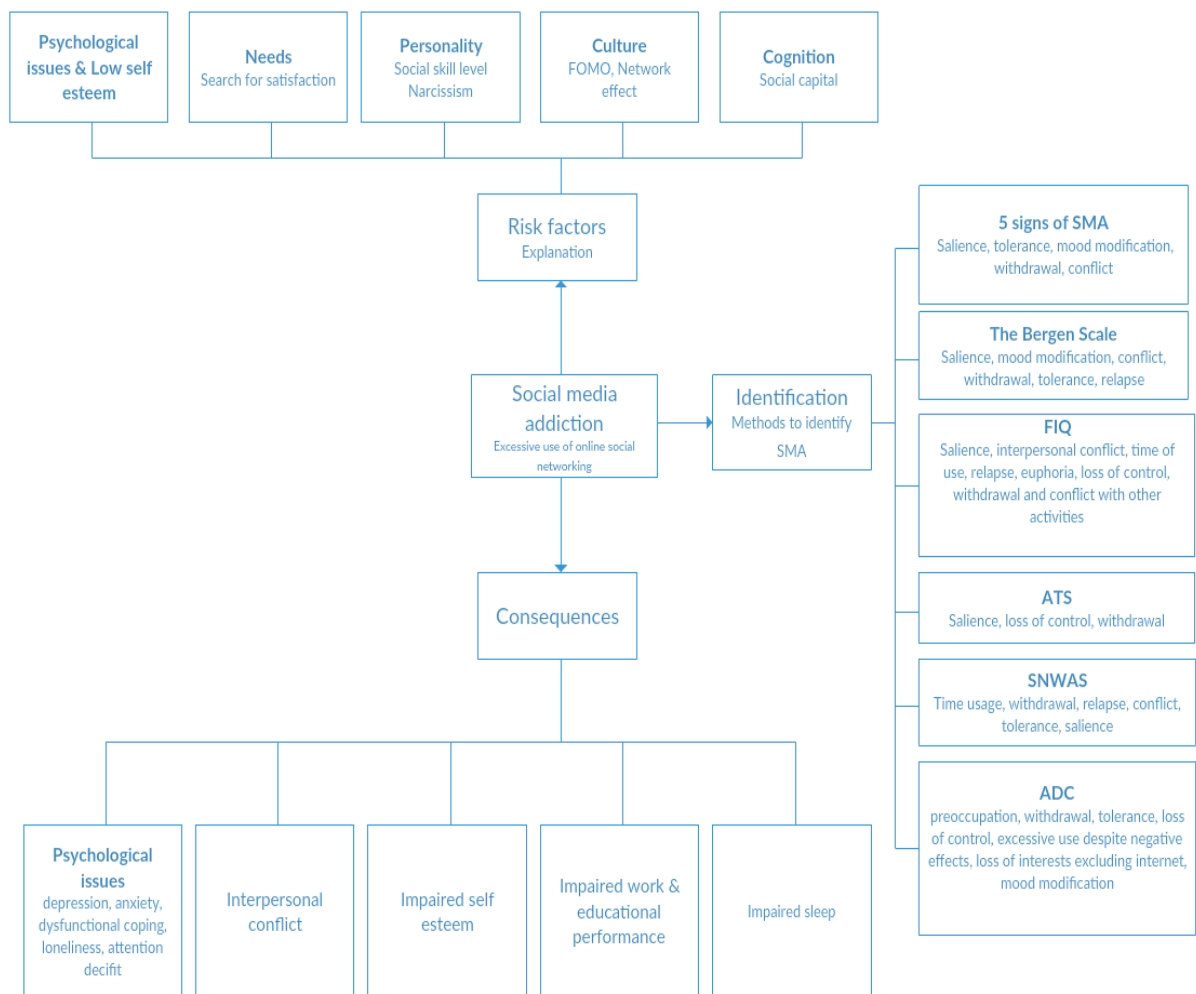 Psychological
issues & Low self
esteem
Needs
Search for satisfaction
Personality
Social skill level
Narcissism
Culture
FOMO, Network
effect
Cognition
Social capital
Risk factors
Explanation
Social media
addiction
Excessive use of online social
networking
Identification
Methods to identify
SMA
5 signs of SMA
Salience, tolerance, mood modification,
withdrawal, conflict
The Bergen Scale
Salience, mood modification, conflict,
withdrawal, tolerance, relapse
FIQ
Salience, interpersonal conflict, time of
use, relapse, euphoria, loss of control,
withdrawal and conflict with other
activities
ATS
Salience, loss of control, withdrawal
SNWAS
Time usage, withdrawal, relapse, conflict,
tolerance, salience
ADC
preoccupation, withdrawal, tolerance, loss
of control, excessive use despite negative
effects, loss of interests excluding internet,
mood modification
Consequences
Psychological
issues
depression, anxiety,
dysfunctional coping,
loneliness, attention
decifit
Interpersonal
conflict
Impaired self
esteem
Impaired work &
educational
performance
Impaired sleep